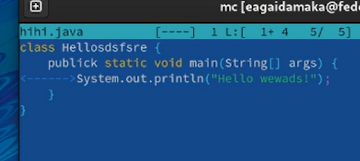 mc [eagaidamaka@fed
hihi.java [----] 1 L:[ 1+ 4 5/ 5]
class Hellosdsfsre {
publick static void main(String[] args) {
<------>System.out.println("Hello wewads!");
}
}